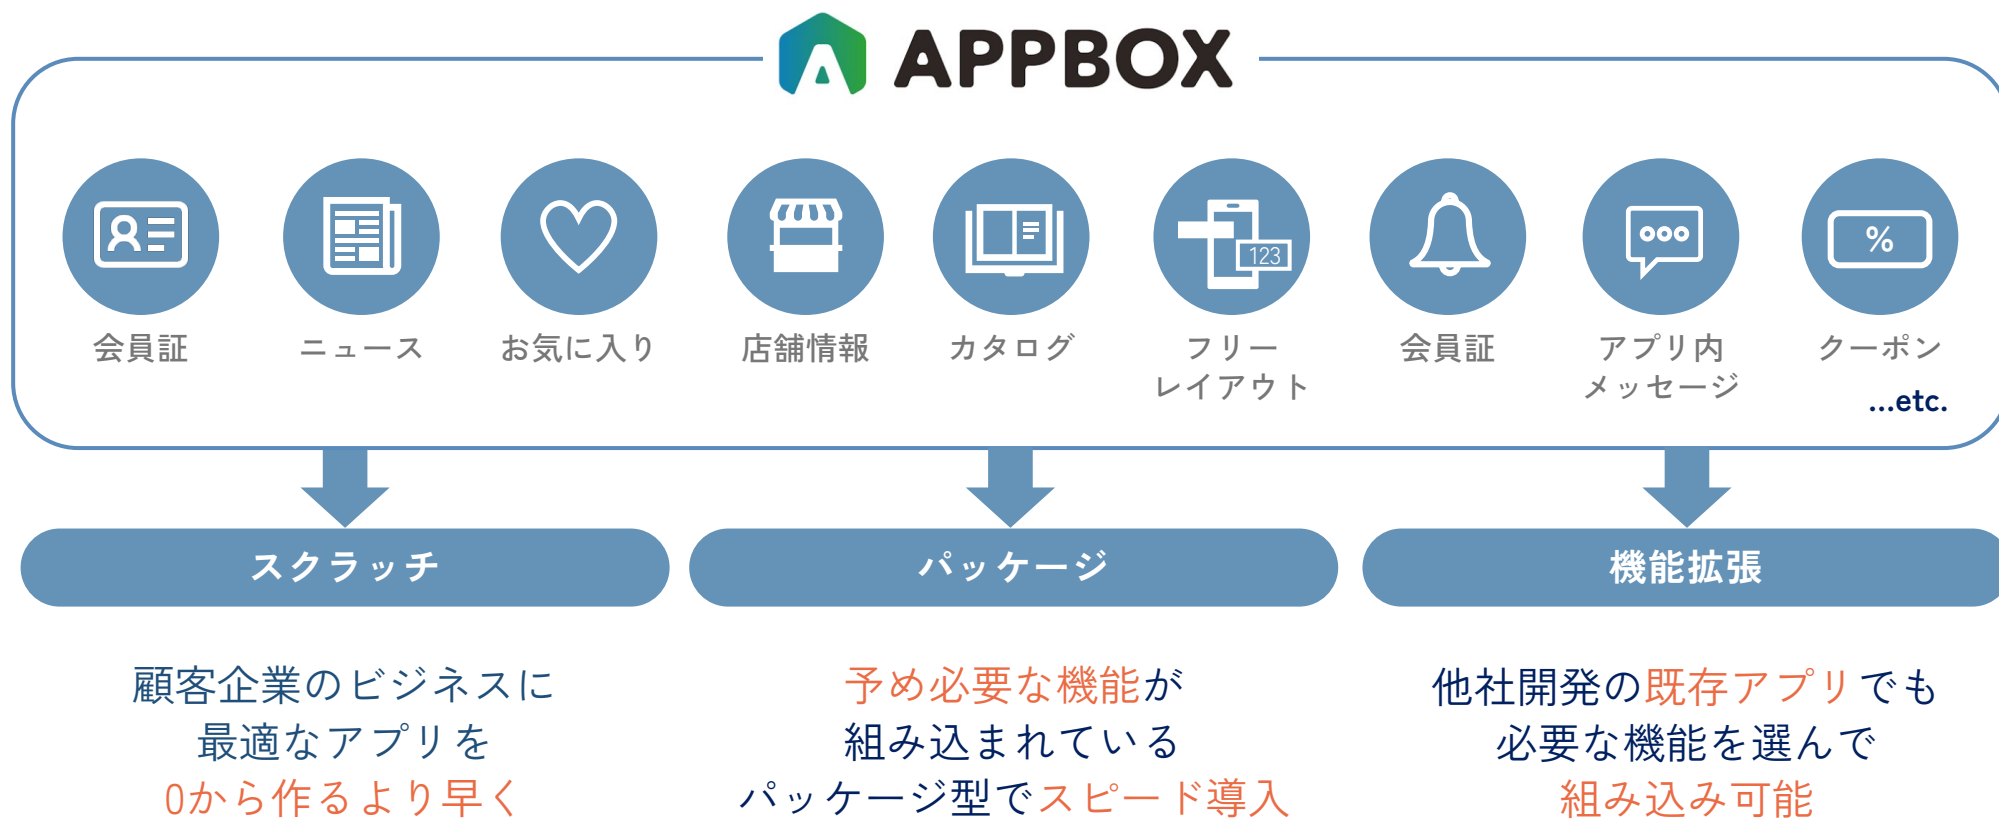 APPBOX
123
%
会員証
ニュース
お気に入り
店舗情報
カタログ
フリー
レイアウト
会員証
アプリ内
メッセージ
クーポン
...etc.
スクラッチ
パッケージ
機能拡張
顧客企業のビジネスに
最適なアプリを
0から作るより早く
予め必要な機能が
組み込まれている
パッケージ型でスピード導入
他社開発の既存アプリでも
必要な機能を選んで
組み込み可能